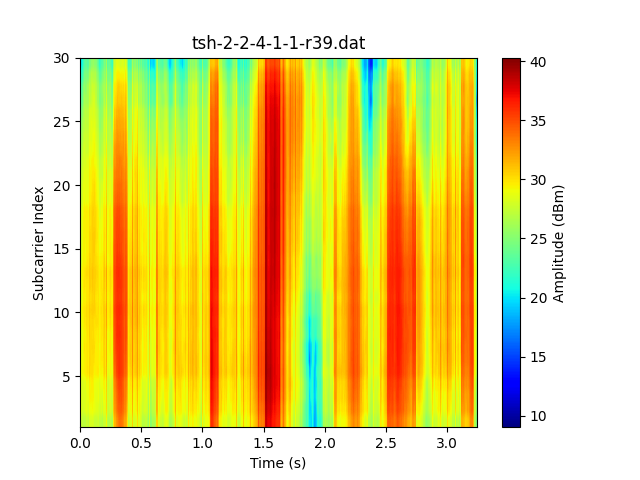 tsh-2-2-4-1-1-r39.dat
30
25
20
15
10
5
Subcarrier Index
0.0 0.5 1.0 1.5 2.0 2.5 3.0
Time (s)
40
35
30
25
20
15
10
Amplitude (dBm)